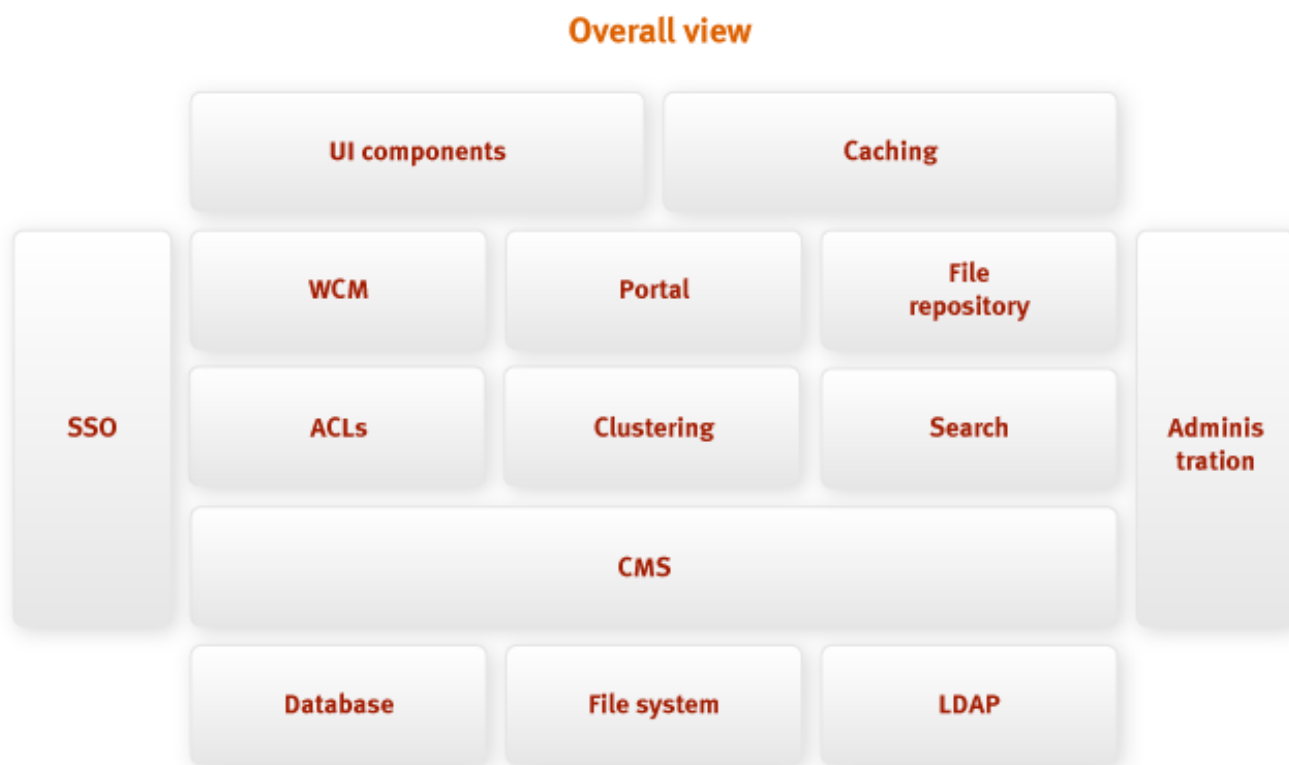 Overall view
UI components
Caching
WCM
Portal
File
repository
SSO
ACLs
Clustering
Search
Adminis
tration
CMS
Database
File system
LDAP